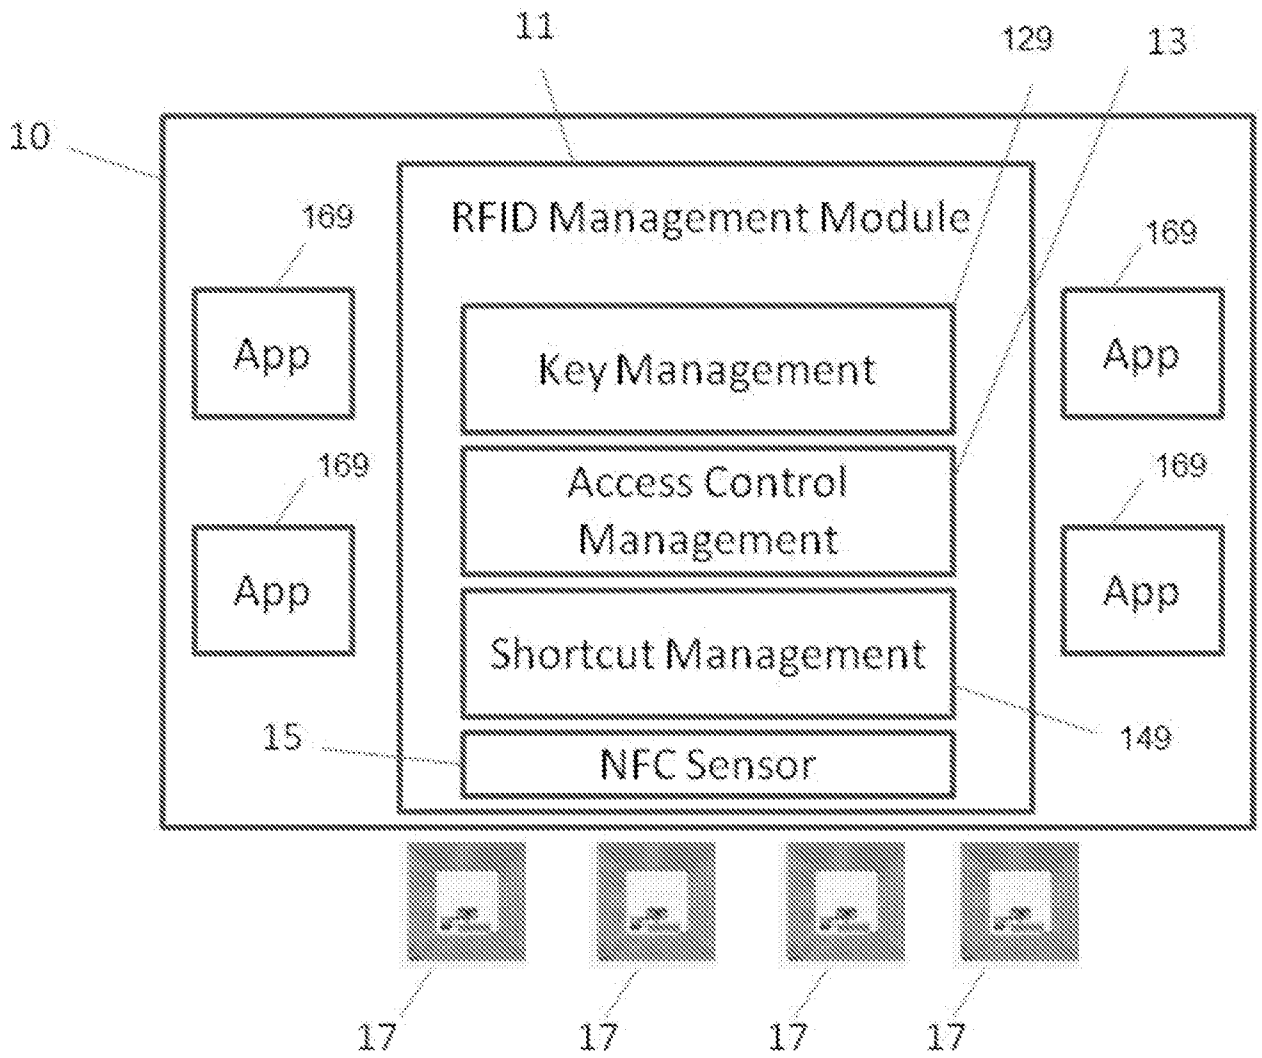 11
129
13
10
RFID Management Module
169
169
App
App
Key Management
169
169
Access Control
Management
App
App
Shortcut Management
15
149
NFC Sensor
17
17
17
17